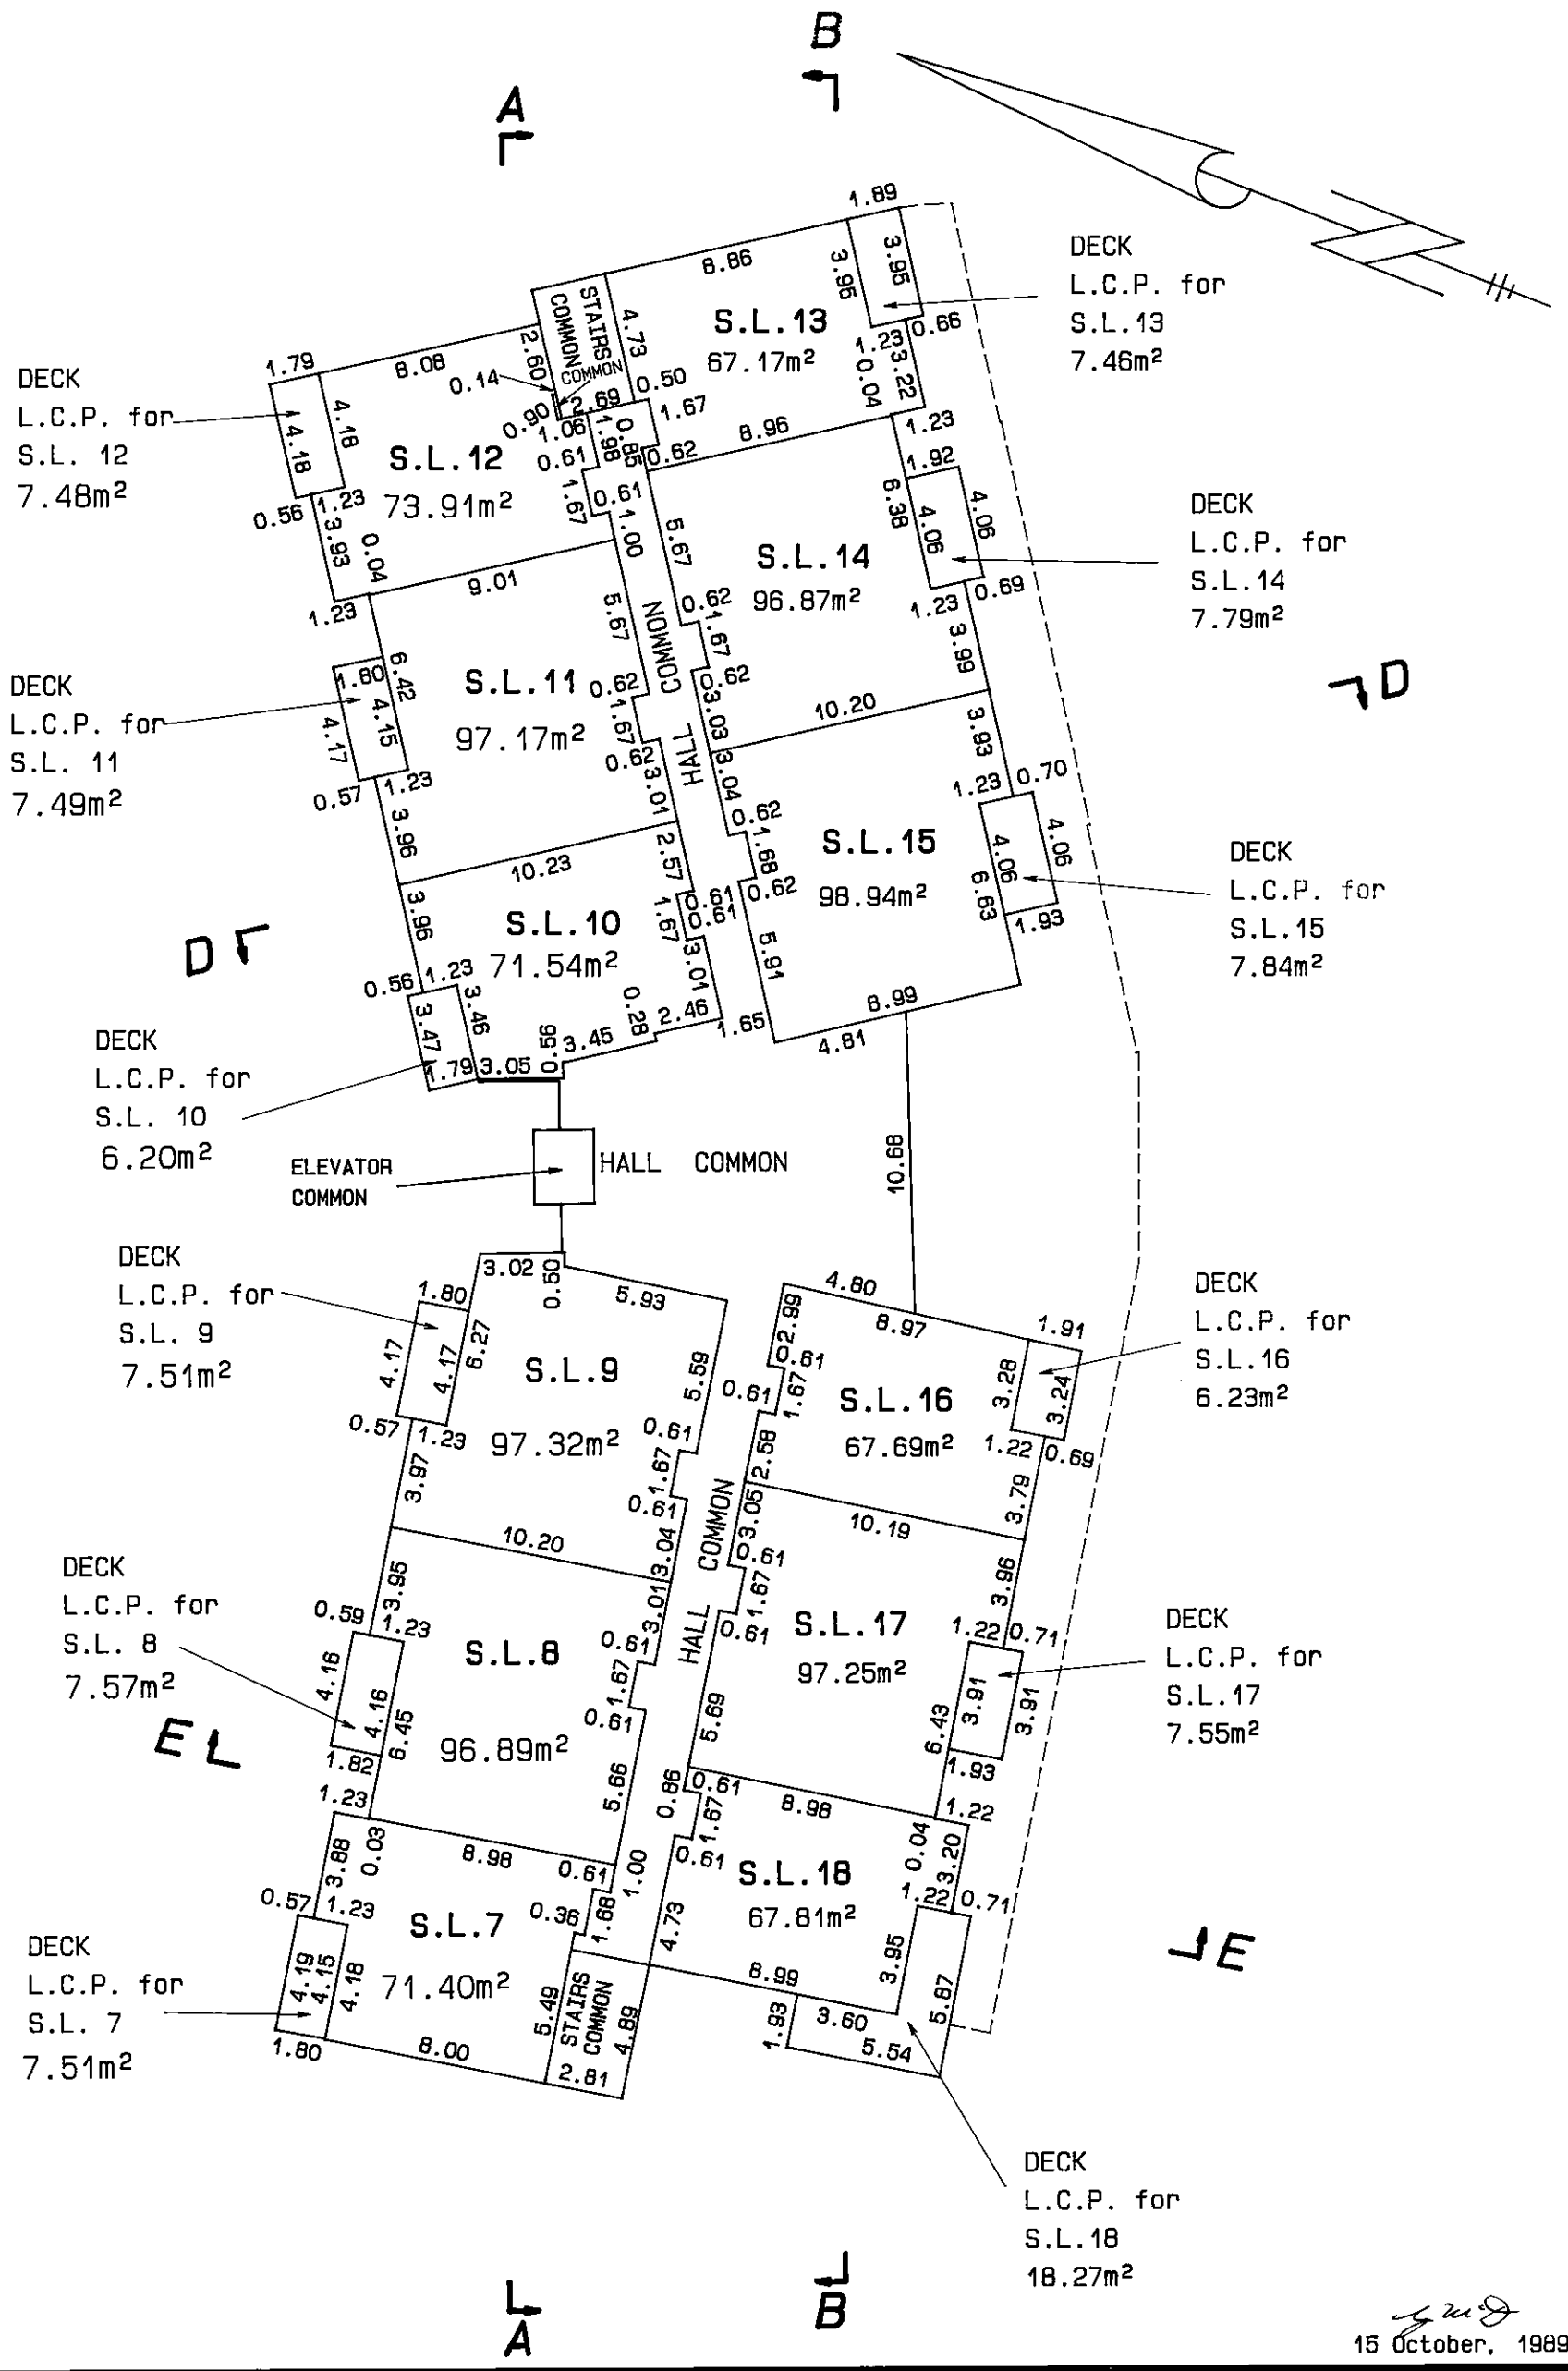 B
A
1.89
8.86
3.95
3.95
DECK
L.C.P. for
S.L.13
7.46m²
STAIRS
COMMON
COMMON
4.73
S.L.13
67.17m²
1.23
0.66
3.22
0.04
1.79
8.08
2.60
0.14
0.90
2.69
0.50
1.67
DECK
L.C.P. for
S.L. 12
7.48m²
4.18
4.18
S.L.12
73.91m²
1.06
1.98
0.85
0.61
0.62
8.96
1.23
1.92
0.56
1.23
3.93
0.04
1.67
0.61
1.00
5.67
6.38
4.06
4.06
DECK
L.C.P. for
S.L.14
7.79m²
S.L.14
96.87m²
1.23
9.01
5.67
COMMON
HALL
0.62
1.67
0.62
1.23
0.69
3.99
DECK
L.C.P. for
S.L. 11
7.49m²
1.80
6.42
4.15
4.17
S.L.11
97.17m²
0.62
1.67
0.62
3.03
10.20
D
0.57
1.23
3.96
3.01
3.04
3.93
1.23
0.70
10.23
2.57
0.62
1.68
0.62
S.L.15
98.94m²
4.06
4.06
6.63
1.93
DECK
L.C.P. for
S.L.15
7.84m²
D
3.96
S.L.10
71.54m²
0.61
1.67
0.61
5.91
0.56
1.23
3.47
3.46
3.01
0.28
2.46
1.65
8.99
4.81
DECK
L.C.P. for
S.L. 10
6.20m²
1.79
3.05
0.56
3.45
ELEVATOR
COMMON
HALL COMMON
10.68
DECK
L.C.P. for
S.L. 9
7.51m²
3.02
0.50
5.93
1.80
4.17
4.17
6.27
4.80
8.97
1.91
2.99
DECK
L.C.P. for
S.L.16
6.23m²
S.L.9
97.32m²
5.59
0.61
0.61
1.67
S.L.16
67.69m²
3.28
3.24
0.57
1.23
3.97
0.61
1.67
0.61
2.58
1.22
0.69
3.79
10.20
3.04
COMMON
HALL
3.05
10.19
DECK
L.C.P. for
S.L. 8
7.57m²
3.95
0.59
1.23
3.01
0.61
1.67
0.61
3.96
S.L.8
96.89m²
0.61
1.67
0.61
S.L.17
97.25m²
1.22
0.71
DECK
L.C.P. for
S.L.17
7.55m²
4.16
4.16
6.45
1.82
5.69
6.43
3.91
3.91
1.93
E
1.23
5.66
0.86
0.61
1.67
0.61
8.98
1.22
3.88
0.03
8.98
0.61
1.00
0.04
3.20
0.57
1.23
S.L.7
71.40m²
0.36
1.68
4.73
S.L.18
67.81m²
1.22
0.71
DECK
L.C.P. for
S.L. 7
7.51m²
4.19
4.15
4.18
5.49
STAIRS
COMMON
4.89
8.99
3.95
5.87
E
1.80
8.00
2.81
1.93
3.60
5.54
DECK
L.C.P. for
S.L.18
18.27m²
A
B
15 October, 1989